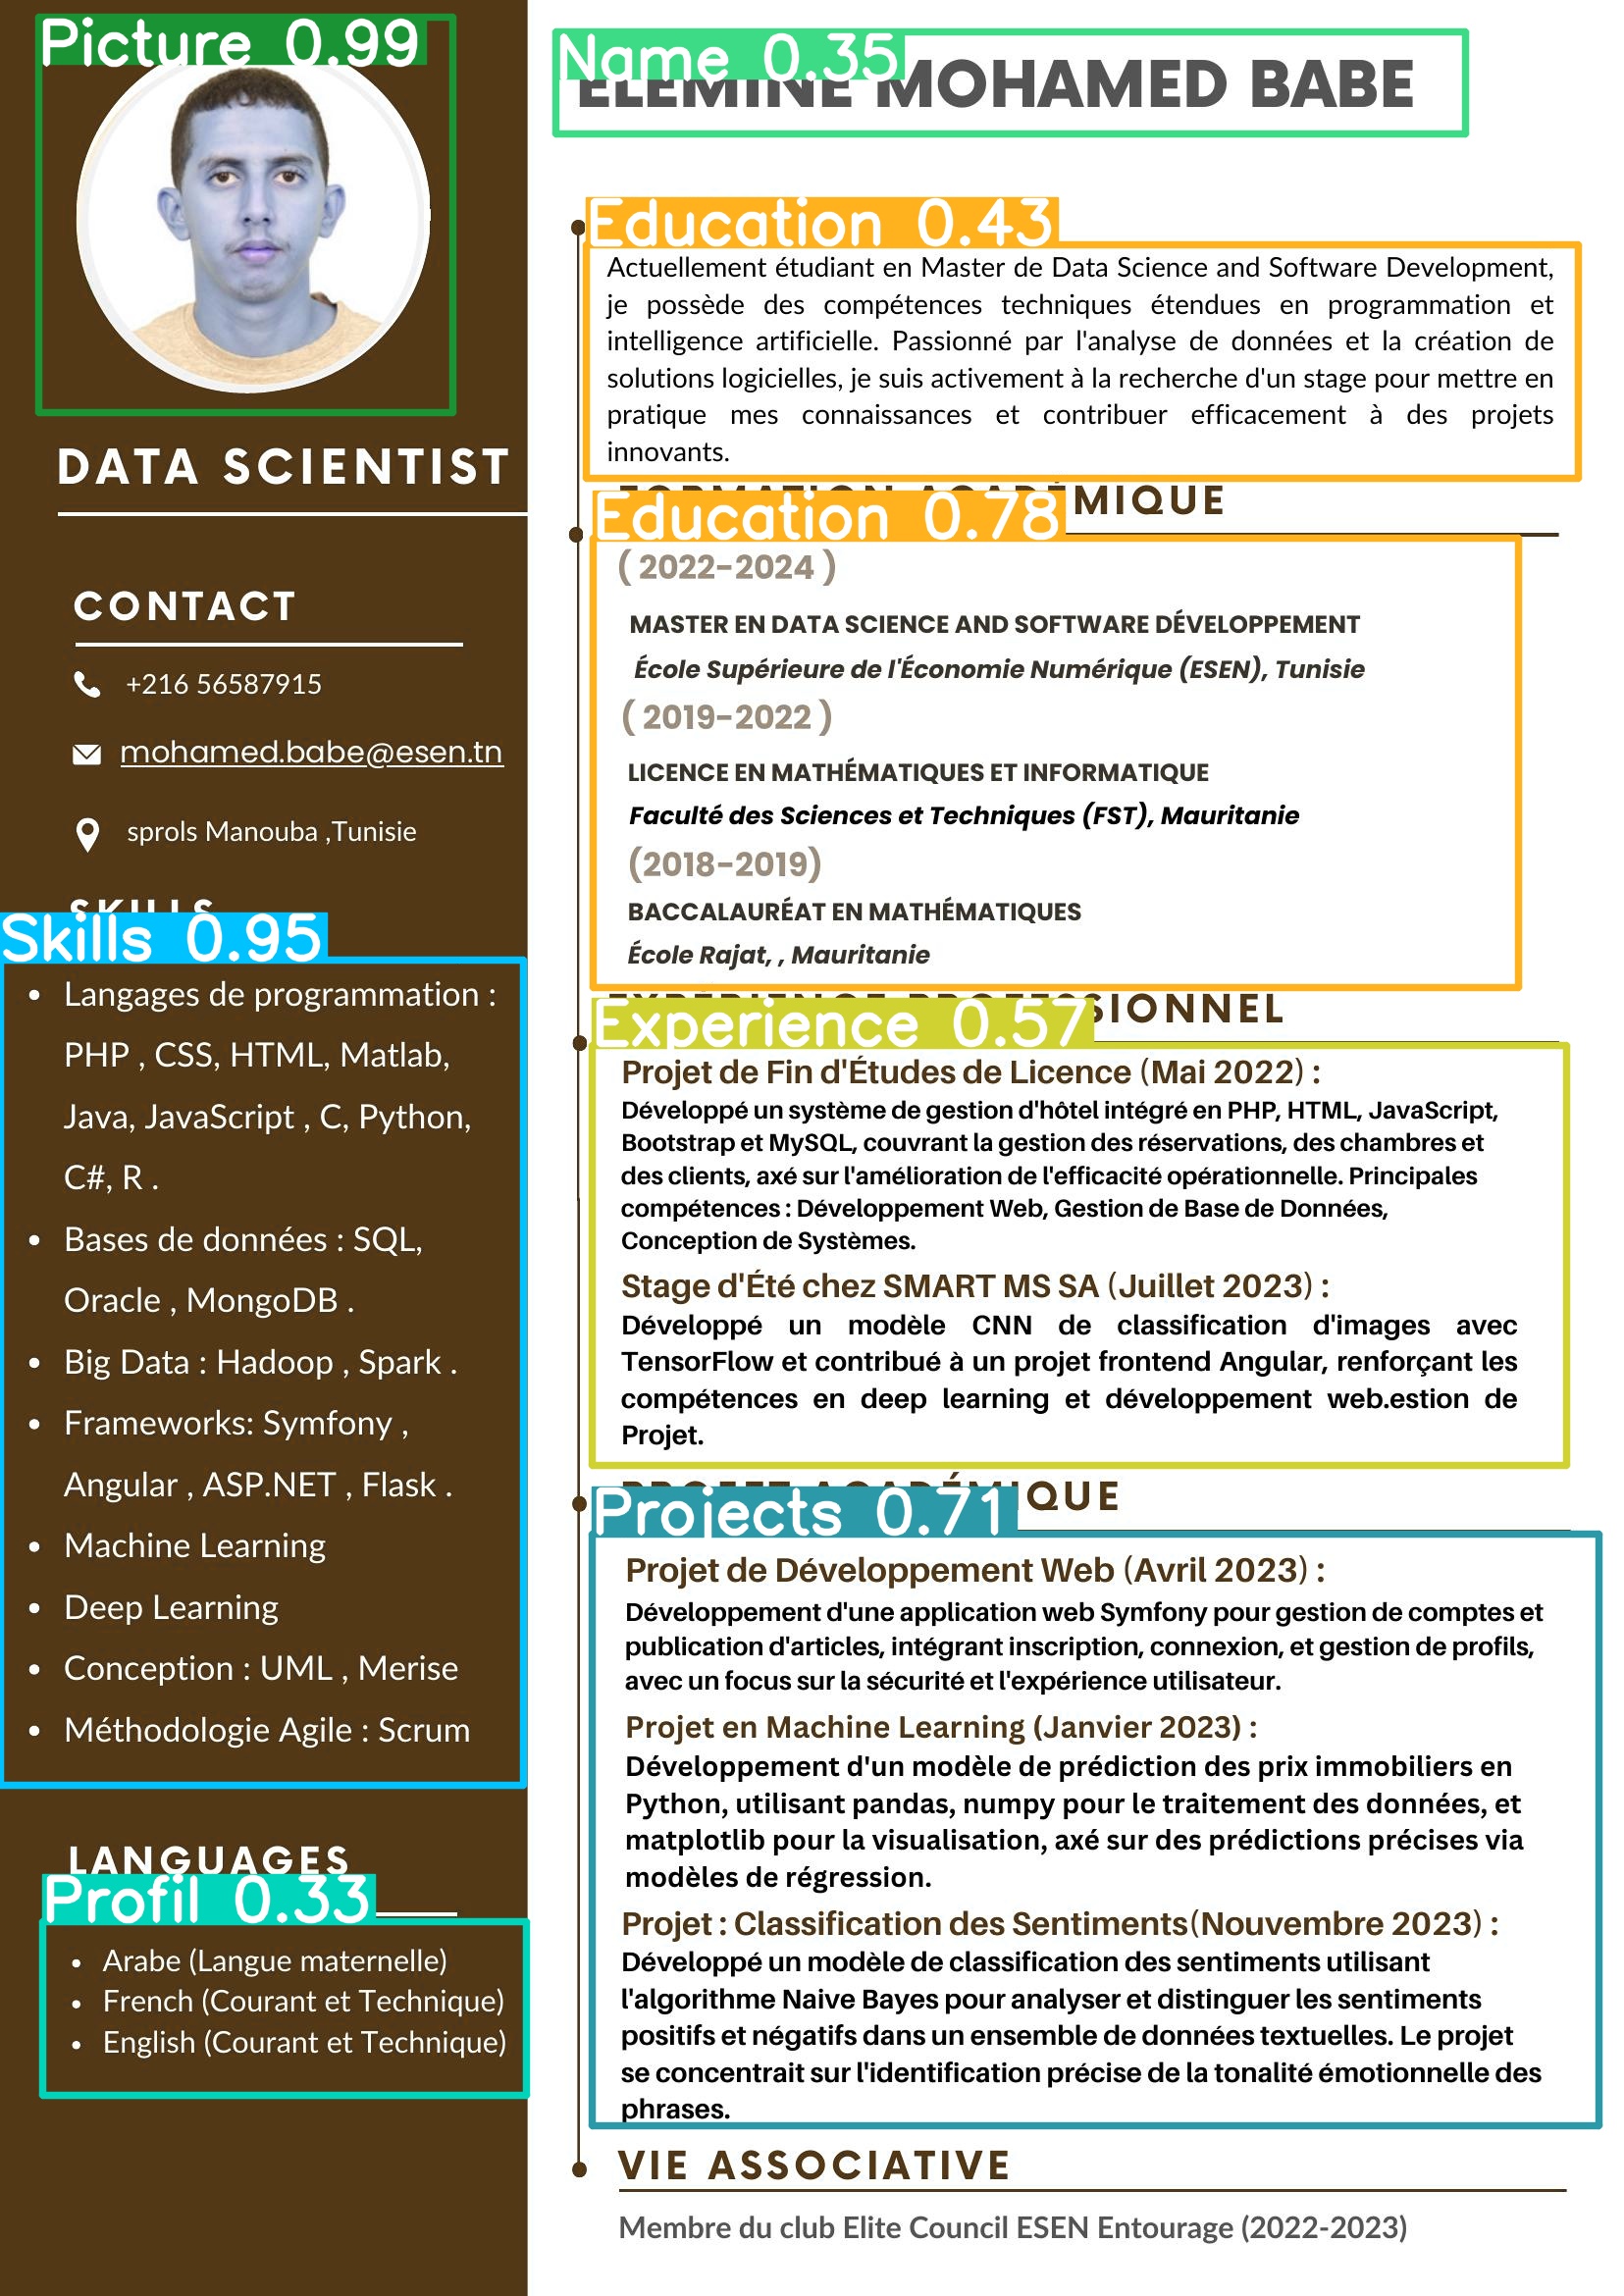 Picture 0.99
DATA SCIENTIST
CONTACT
+216 56587915
mohamed.babe@esen.tn
sprols Manouba ,Tunisie
SKILLS
Skills 0.95
• Langages de programmation :
PHP , CSS, HTML, Matlab,
Java, JavaScript , C, Python,
C#, R .
• Bases de données : SQL,
Oracle , MongoDB .
• Big Data : Hadoop , Spark .
• Frameworks: Symfony ,
Angular , ASP.NET , Flask .
• Machine Learning
• Deep Learning
• Conception : UML , Merise
• Méthodologie Agile : Scrum
LANGUAGES
Profil 0.33
• Arabe (Langue maternelle)
• French (Courant et Technique)
• English (Courant et Technique)
Name 0.35
ELEMINE MOHAMED BABE
Education 0.43
Actuellement étudiant en Master de Data Science and Software Development,
je possède des compétences techniques étendues en programmation et
intelligence artificielle. Passionné par l'analyse de données et la création de
solutions logicielles, je suis activement à la recherche d'un stage pour mettre en
pratique mes connaissances et contribuer efficacement à des projets
innovants.
FORMATION ACADÉMIQUE
Education 0.78
( 2022-2024 )
MASTER EN DATA SCIENCE AND SOFTWARE DÉVELOPPEMENT
École Supérieure de l'Économie Numérique (ESEN), Tunisie
( 2019-2022 )
LICENCE EN MATHÉMATIQUES ET INFORMATIQUE
Faculté des Sciences et Techniques (FST), Mauritanie
(2018-2019)
BACCALAURÉAT EN MATHÉMATIQUES
École Rajat, , Mauritanie
EXPERIENCE PROFESSIONNEL
Experience 0.57
Projet de Fin d'Études de Licence (Mai 2022) :
Développé un système de gestion d'hôtel intégré en PHP, HTML, JavaScript,
Bootstrap et MySQL, couvrant la gestion des réservations, des chambres et
des clients, axé sur l'amélioration de l'efficacité opérationnelle. Principales
compétences : Développement Web, Gestion de Base de Données,
Conception de Systèmes.
Stage d'Été chez SMART MS SA (Juillet 2023) :
Développé un modèle CNN de classification d'images avec
TensorFlow et contribué à un projet frontend Angular, renforçant les
compétences en deep learning et développement web.estion de
Projet.
PROJET ACADÉMIQUE
Projects 0.71
Projet de Développement Web (Avril 2023) :
Développement d'une application web Symfony pour gestion de comptes et
publication d'articles, intégrant inscription, connexion, et gestion de profils,
avec un focus sur la sécurité et l'expérience utilisateur.
Projet en Machine Learning (Janvier 2023) :
Développement d'un modèle de prédiction des prix immobiliers en
Python, utilisant pandas, numpy pour le traitement des données, et
matplotlib pour la visualisation, axé sur des prédictions précises via
modèles de régression.
Projet : Classification des Sentiments(Nouvembre 2023) :
Développé un modèle de classification des sentiments utilisant
l'algorithme Naive Bayes pour analyser et distinguer les sentiments
positifs et négatifs dans un ensemble de données textuelles. Le projet
se concentrait sur l'identification précise de la tonalité émotionnelle des
phrases.
VIE ASSOCIATIVE
Membre du club Elite Council ESEN Entourage (2022-2023)